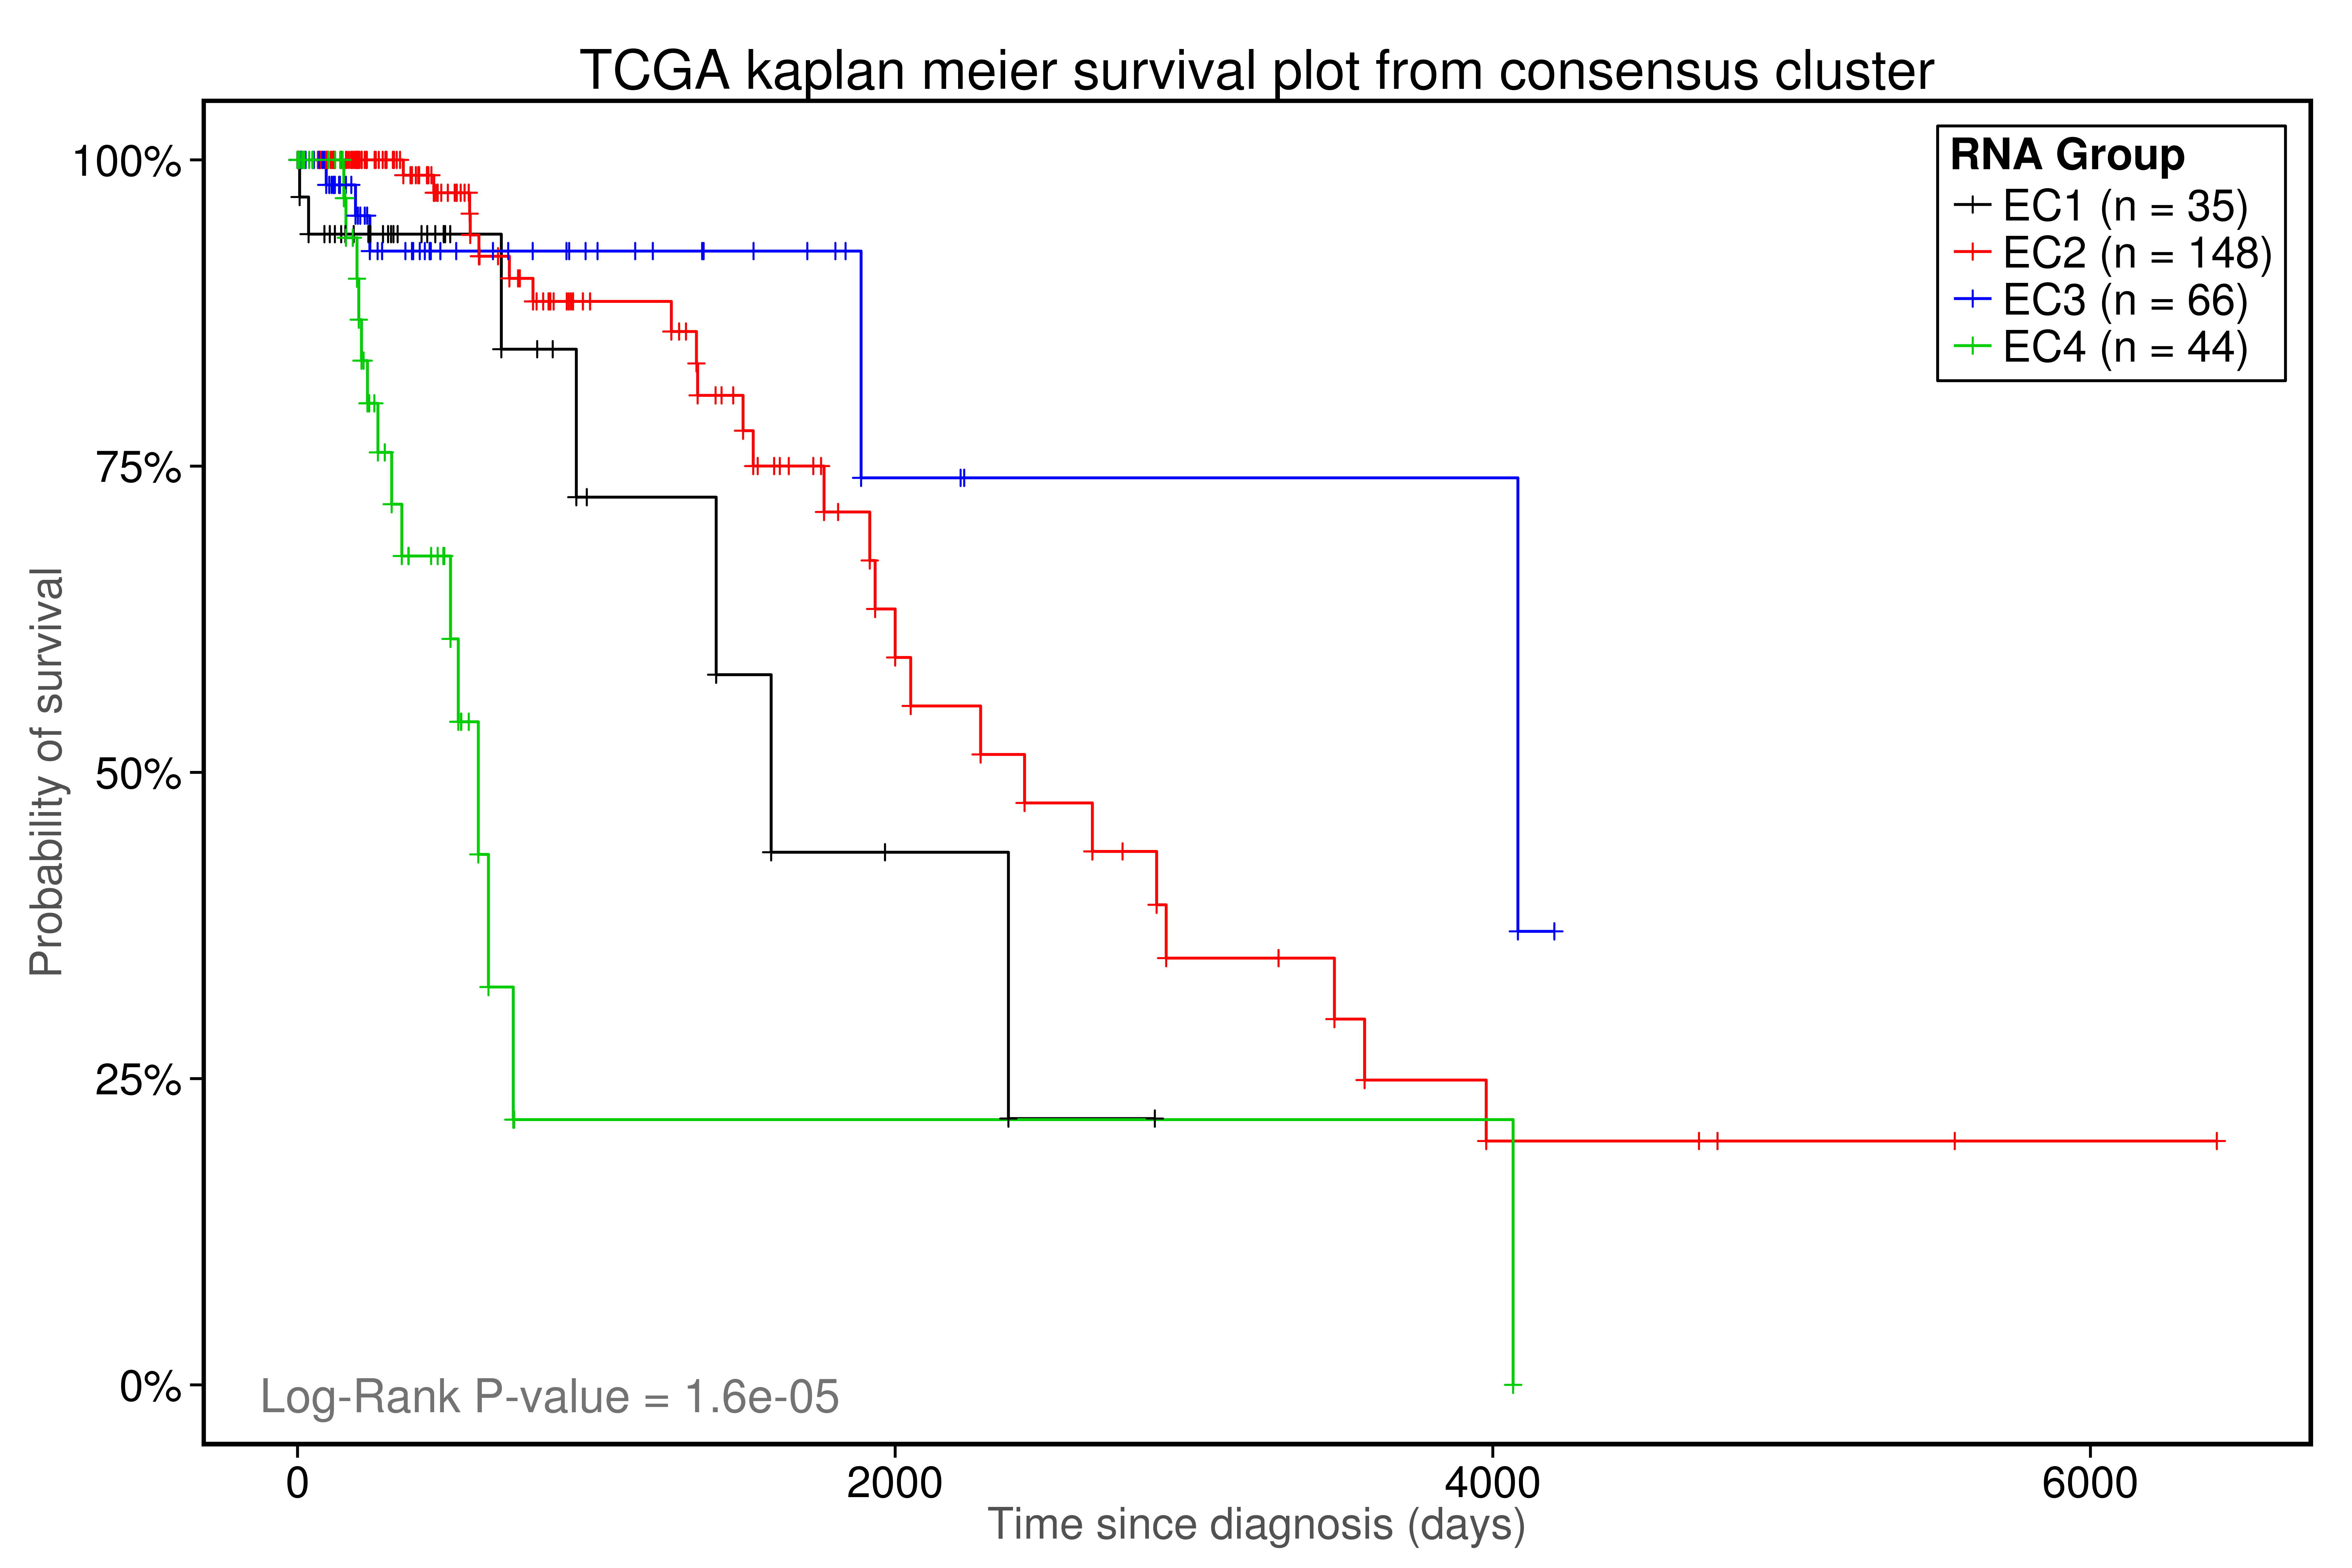 TCGA kaplan meier survival plot from consensus cluster
RNA Group
EC1 (n = 35)
EC2 (n = 148)
EC3 (n = 66)
EC4 (n = 44)
Probability of survival
100%
75%
50%
25%
0%
Log-Rank P-value = 1.6e-05
0 2000 4000 6000
Time since diagnosis (days)